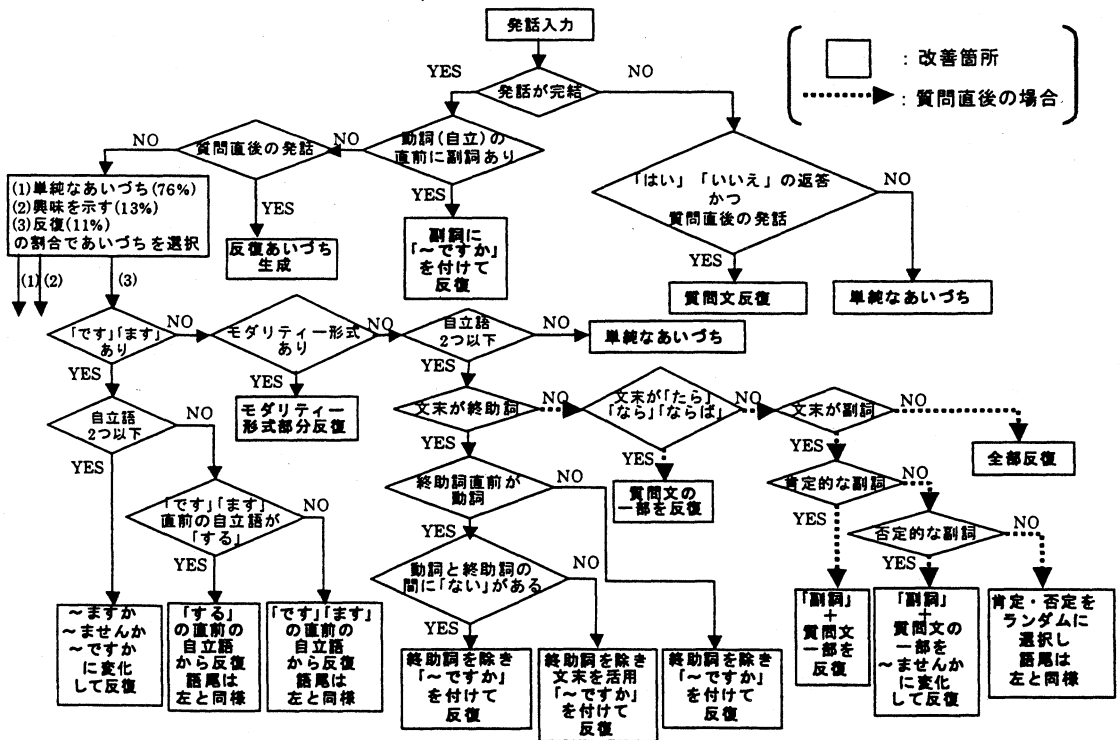 発話入力
YES
NO
発話が完結
: 改善箇所
: 質問直後の場合
NO
質問直後の発話
NO
動詞(自立)の
直前に副詞あり
「はい」「いいえ」の返答
かつ
質問直後の発話
NO
(1)単純なあいづち(76%)
(2)興味を示す(13%)
(3)反復(11%)
の割合であいづちを選択
YES
反復あいづち
生成
YES
副詞に
「~ですか」
を付けて
反復
YES
質問文反復
単純なあいづち
(1)
(2)
(3)
「です」「ます」
あり
NO
モダリティー形式
あり
NO
自立語
2つ以下
NO
単純なあいづち
YES
YES
モダリティー
形式部分反復
YES
自立語
2つ以下
NO
文末が終助詞
NO
文末が「たら」
「なら」「ならば」
NO
文末が副詞
NO
全部反復
YES
YES
YES
質問文の
一部を反復
YES
「です」「ます」
直前の自立語が
「する」
NO
終助詞直前が
動詞
NO
肯定的な副詞
NO
YES
否定的な副詞
NO
YES
YES
動詞と終助詞の
間に「ない」がある
NO
YES
YES
~ますか
~ませんか
~ですか
に変化
して反復
「する」
の直前の
自立語
から反復
語尾は
左と同様
「です」「ます」
の直前の
自立語
から反復
語尾は
左と同様
終助詞を除き
「~ですか」
を付けて
反復
終助詞を除き
文末を活用
「~ですか」
を付けて
反復
終助詞を除き
「~ですか」
を付けて
反復
「副詞」
+
質問文
一部を
反復
「副詞」
+
質問文の
一部を
~ませんか
に変化
して反復
肯定・否定を
ランダムに
選択し
語尾は
左と同様